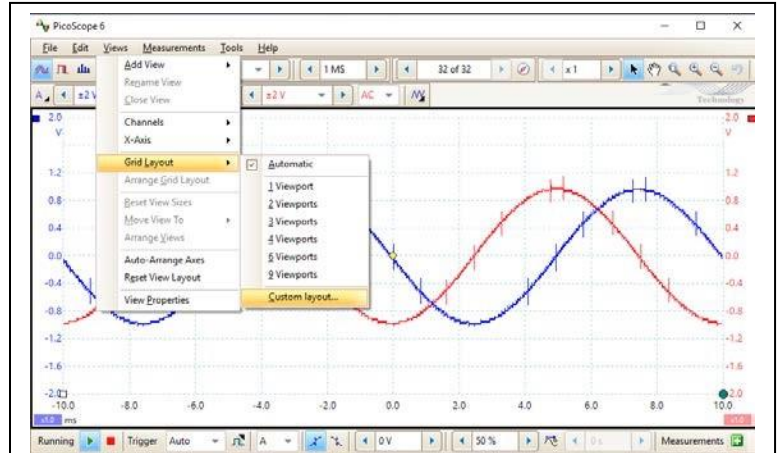 PicoScope 6
File Edit Views Measurements Tools Help
1 MS 32 of 32 x1
A ±2 V ±2 V AC
Technology
Add View
Rename View
Close View
Channels
X-Axis
Grid Layout
Arrange Grid Layout
Reset View Sizes
Move View To
Arrange Views
Auto-Arrange Axes
Reset View Layout
View Properties
Automatic
1 Viewport
2 Viewports
3 Viewports
4 Viewports
6 Viewports
9 Viewports
Custom layout...
2.0 2.0
V V
1.2 1.2
0.8 0.8
0.4 0.4
0.0 0.0
-0.4 -0.4
-0.8 -0.8
-1.2 -1.2
-1.6 -1.6
-2.0 -2.0
-10.0 -8.0 -6.0 -4.0 -2.0 0.0 2.0 4.0 6.0 8.0 10.0
x1.0 ms x1.0
Running Trigger Auto A 0 V 50 % 0 s Measurements